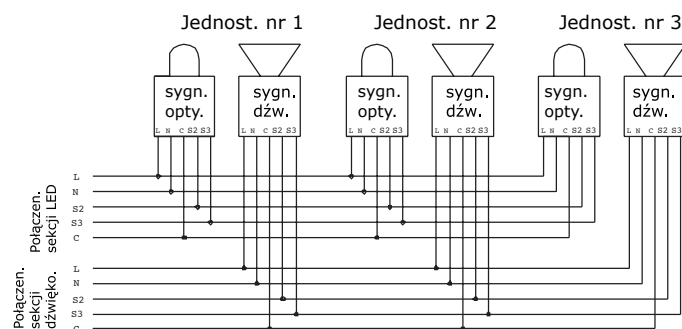 Jednost. nr 1 Jednost. nr 2 Jednost. nr 3
sygn. opty.
sygn. dźw.
sygn. opty.
sygn. dźw.
sygn. opty.
sygn. dźw.
L N C S2 S3
L N C S2 S3
L N C S2 S3
L N C S2 S3
L N C S2 S3
L N C S2 S3
Połączen.
sekcji LED
L
N
S2
S3
C
Połączen.
sekcji
dźwięko.
L
N
S2
S3
C